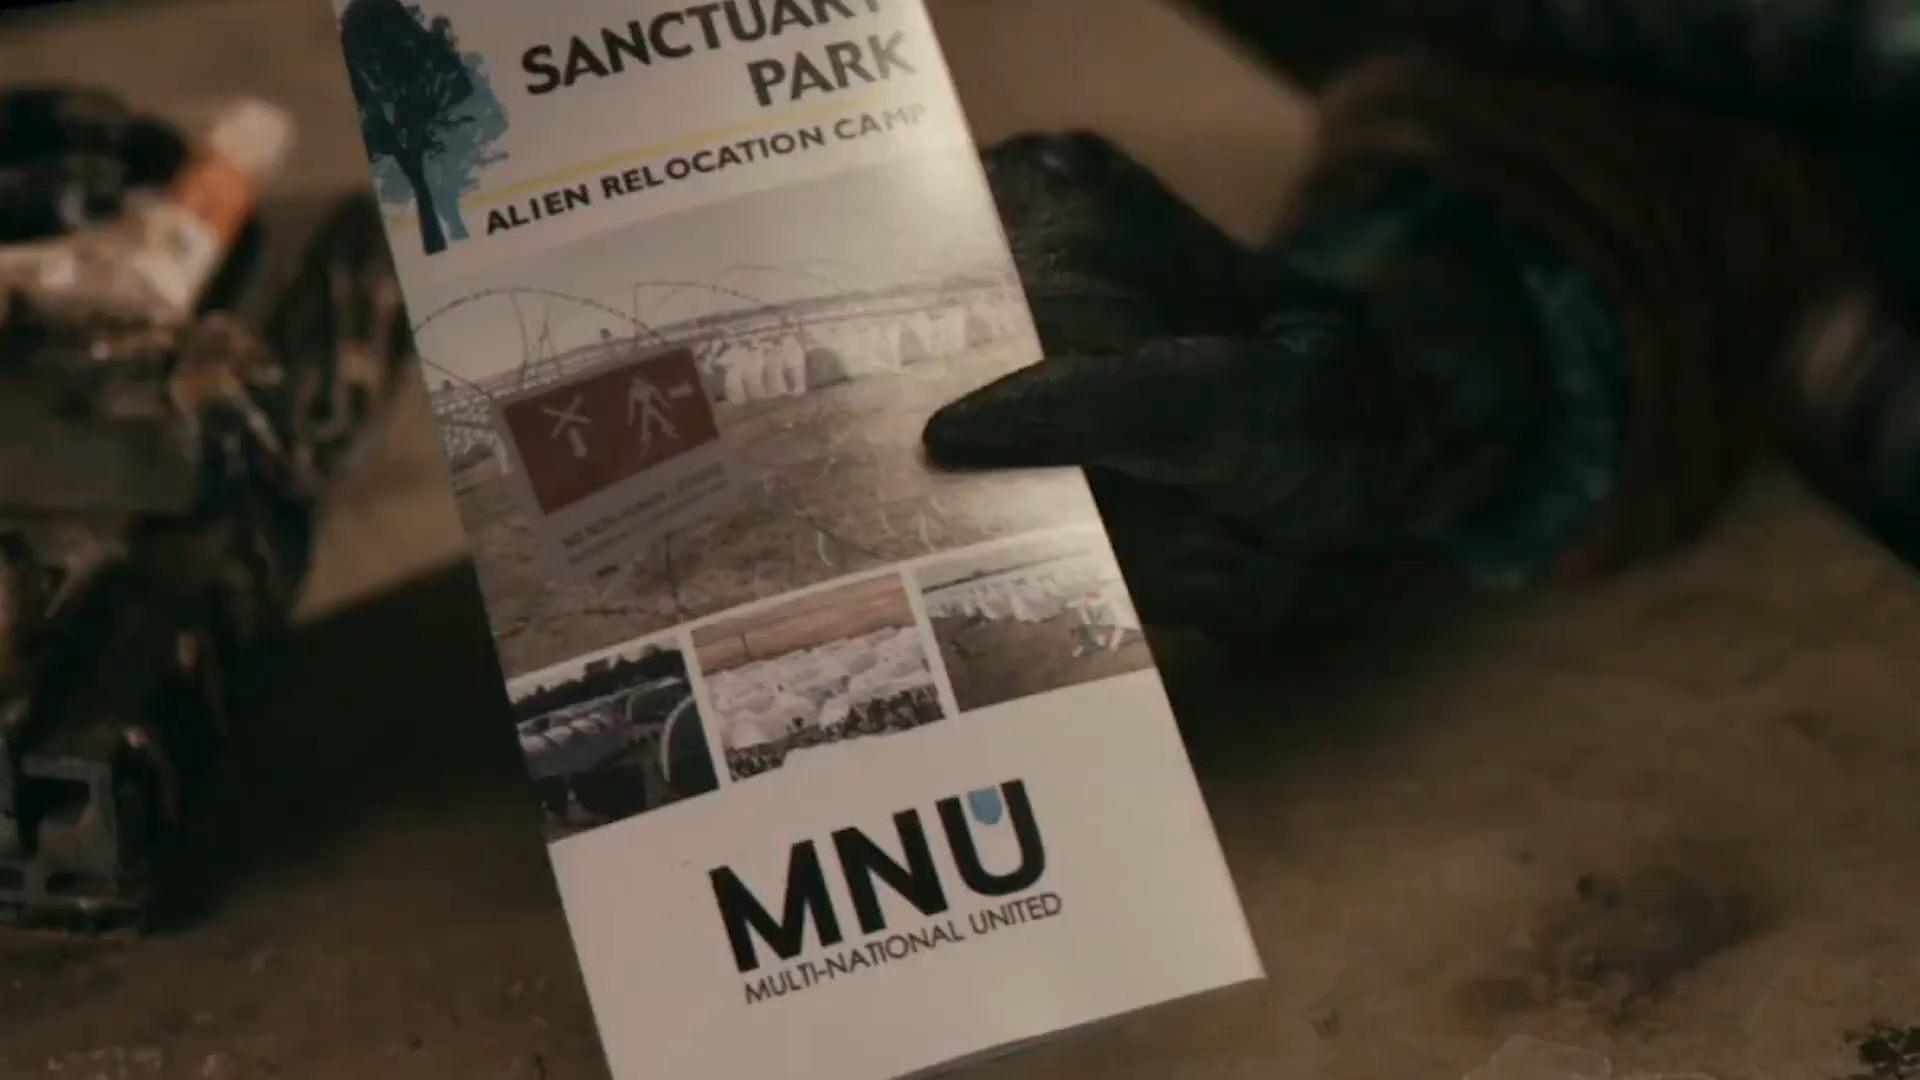 SANCTUARY
PARK
ALIEN RELOCATION CAMP
MNU
MULTI-NATIONAL UNITED